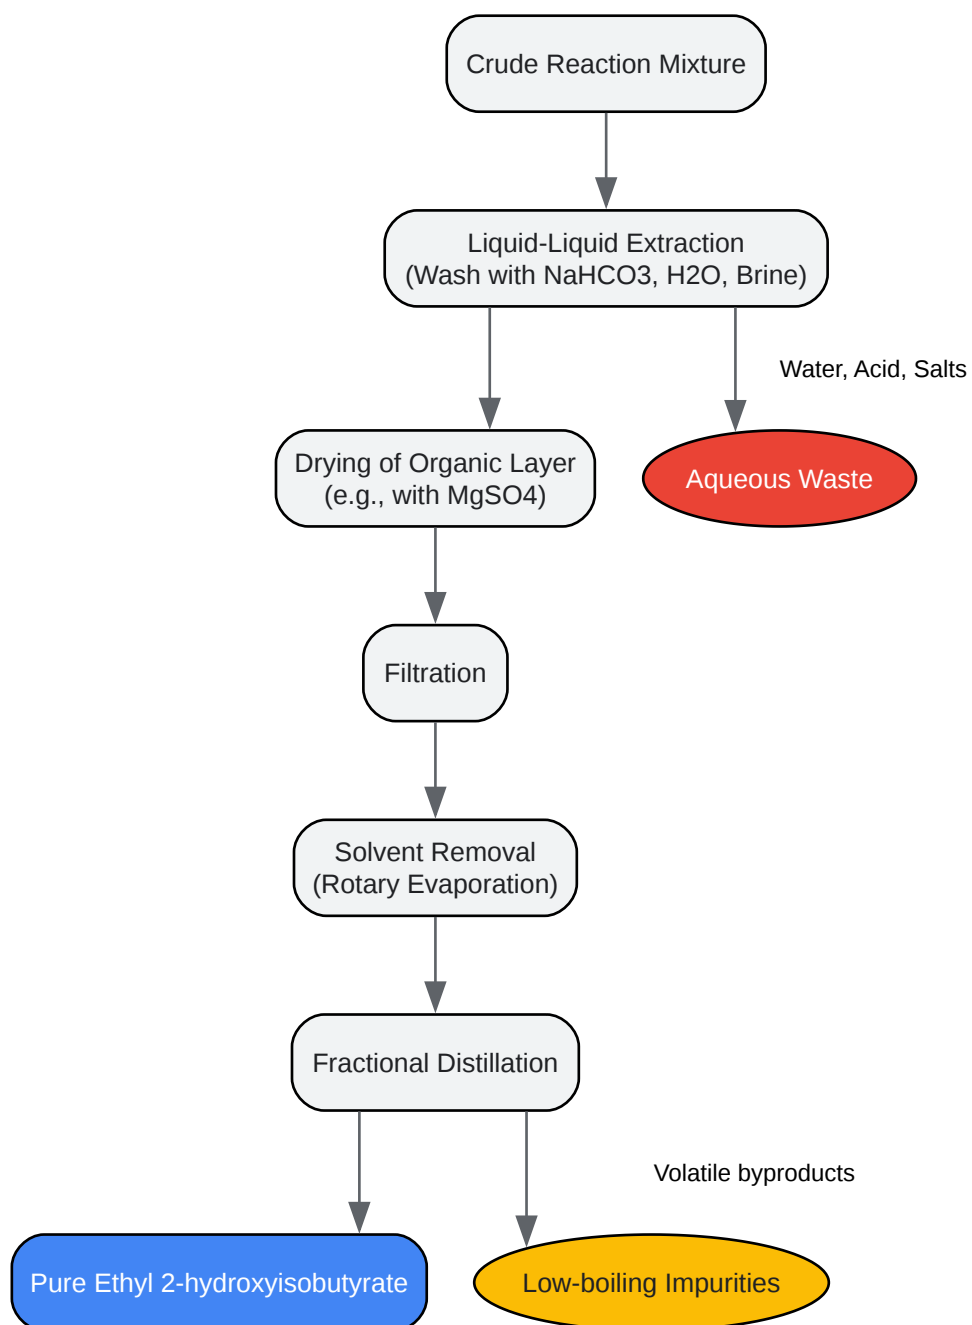 Crude Reaction Mixture
Liquid-Liquid Extraction
(Wash with NaHCO3, H2O, Brine)
Water, Acid, Salts
Drying of Organic Layer
(e.g., with MgSO4)
Aqueous Waste
Filtration
Solvent Removal
(Rotary Evaporation)
Fractional Distillation
Volatile byproducts
Pure Ethyl 2-hydroxyisobutyrate
Low-boiling Impurities